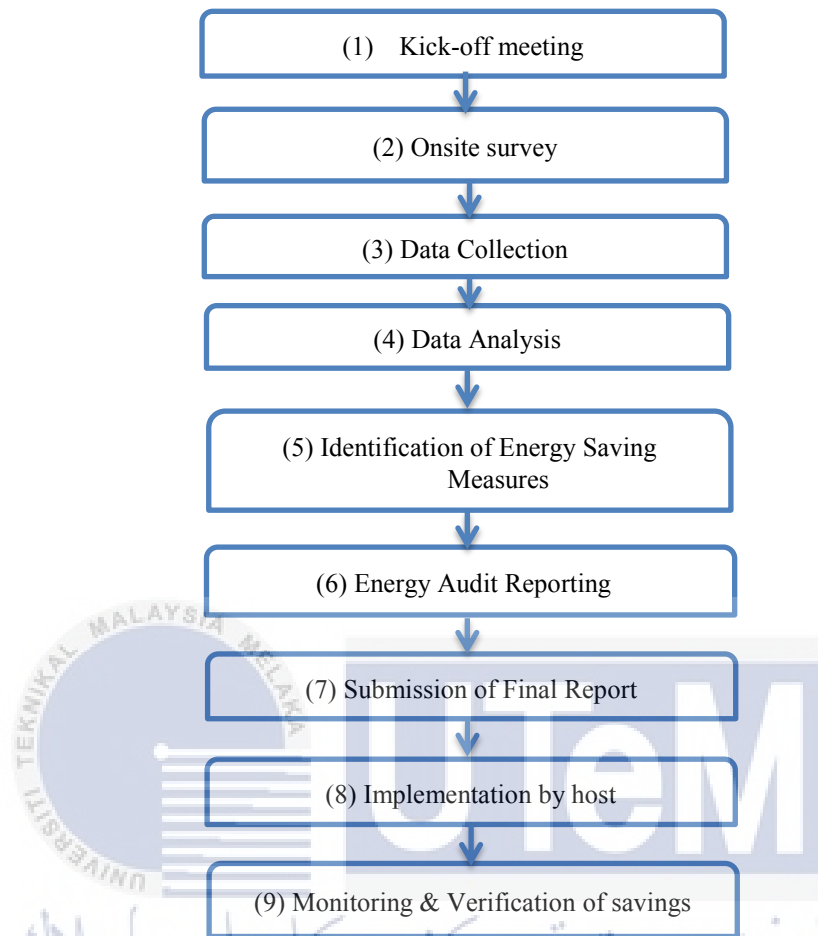 (1) Kick-off meeting
(2) Onsite survey
(3) Data Collection
(4) Data Analysis
(5) Identification of Energy Saving
Measures
(6) Energy Audit Reporting
(7) Submission of Final Report
(8) Implementation by host
(9) Monitoring & Verification of savings
UNIVERSITI TEKNIKAL MALAYSIA MELAKA
UTeM